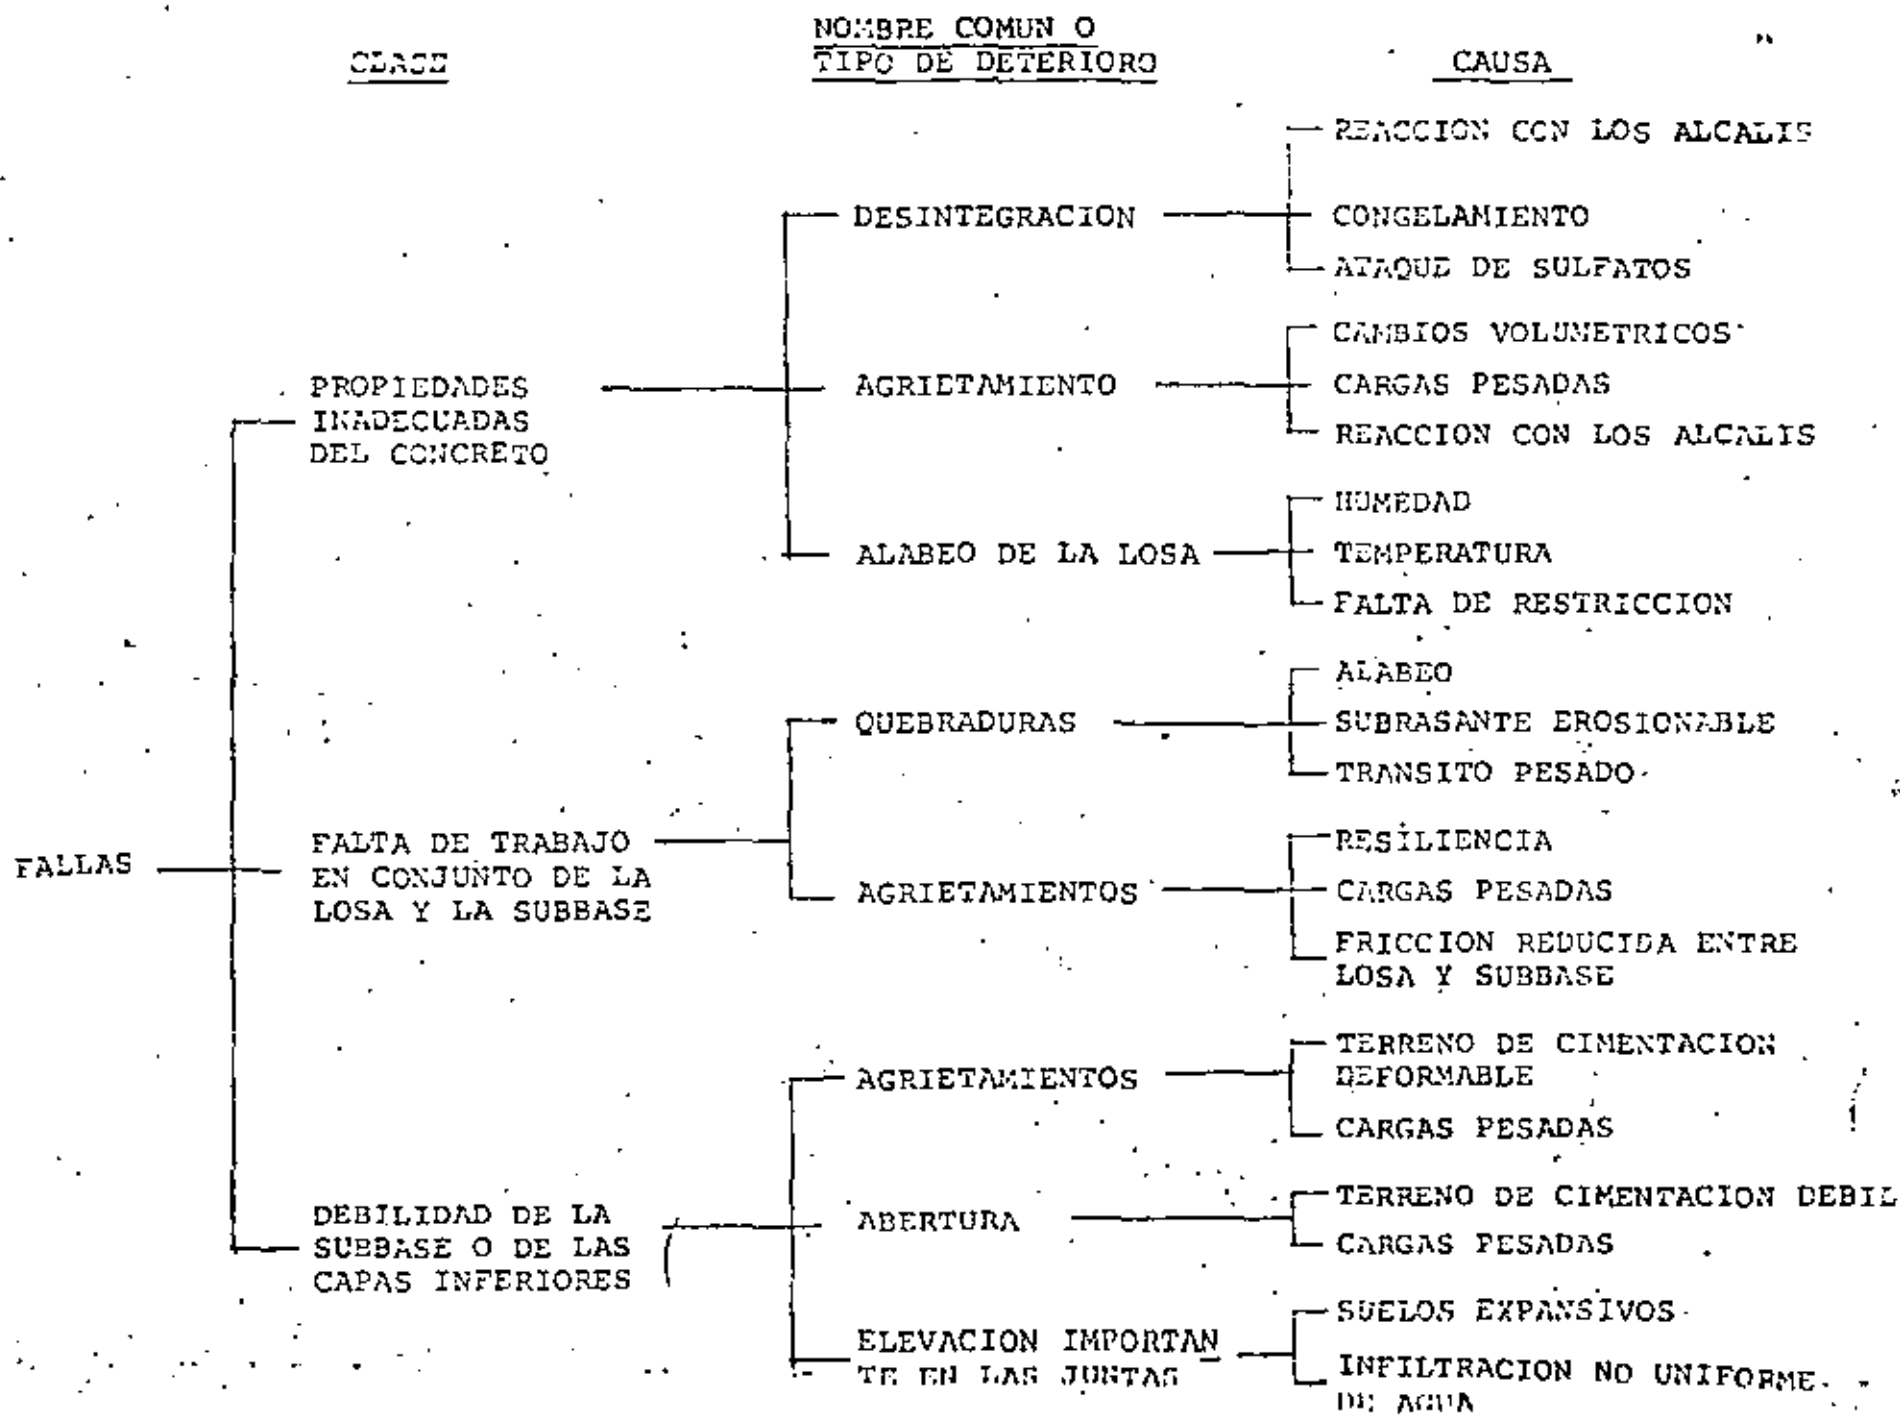 CLASE
NOMBRE COMUN O
TIPO DE DETERIORO
CAUSA
FALLAS
PROPIEDADES
INADECUADAS
DEL CONCRETO
DESINTEGRACION
REACCION CON LOS ALCALIS
CONGELAMIENTO
ATAQUE DE SULFATOS
AGRIETAMIENTO
CAMBIOS VOLUMETRICOS
CARGAS PESADAS
REACCION CON LOS ALCALIS
ALABEO DE LA LOSA
HUMEDAD
TEMPERATURA
FALTA DE RESTRICCION
FALTA DE TRABAJO
EN CONJUNTO DE LA
LOSA Y LA SUBBASE
QUEBRADURAS
ALABEO
SUBRASANTE EROSIONABLE
TRANSITO PESADO
AGRIETAMIENTOS
RESILIENCIA
CARGAS PESADAS
FRICCION REDUCIDA ENTRE
LOSA Y SUBBASE
DEBILIDAD DE LA
SUBBASE O DE LAS
CAPAS INFERIORES
AGRIETAMIENTOS
TERRENO DE CIMENTACION
DEFORMABLE
CARGAS PESADAS
ABERTURA
TERRENO DE CIMENTACION DEBIL
CARGAS PESADAS
ELEVACION IMPORTAN
TE EN LAS JUNTAS
SUELOS EXPANSIVOS
INFILTRACION NO UNIFORME
DE AGUA